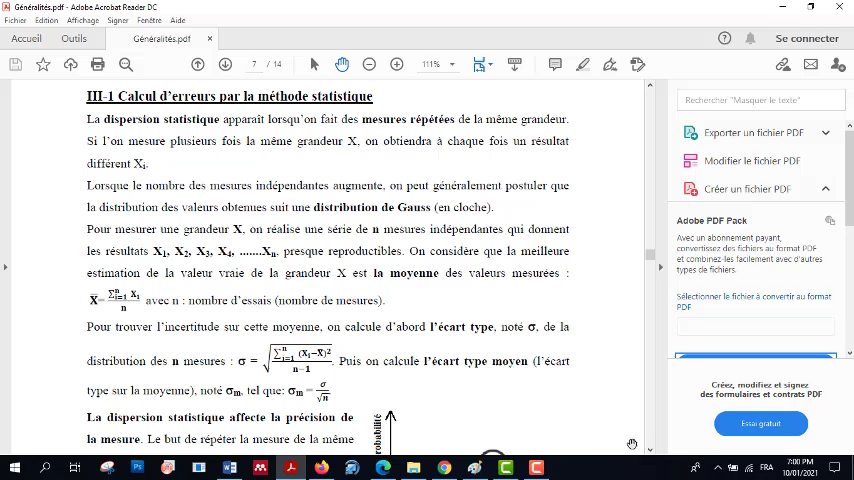 Généralités.pdf - Adobe Acrobat Reader DC
Fichier Edition Affichage Signer Fenêtre Aide
Accueil Outils Généralités.pdf × Se connecter
7 / 14 111%
III-1 Calcul d’erreurs par la méthode statistique
La dispersion statistique apparaît lorsqu’on fait des mesures répétées de la même grandeur.
Si l’on mesure plusieurs fois la même grandeur X, on obtiendra à chaque fois un résultat
différent Xi.
Lorsque le nombre des mesures indépendantes augmente, on peut généralement postuler que
la distribution des valeurs obtenues suit une distribution de Gauss (en cloche).
Pour mesurer une grandeur X, on réalise une série de n mesures indépendantes qui donnent
les résultats X1, X2, X3, X4, .......Xn, presque reproductibles. On considère que la meilleure
estimation de la valeur vraie de la grandeur X est la moyenne des valeurs mesurées :
X̄= ∑ⁿᵢ₌₁ Xi / n avec n : nombre d’essais (nombre de mesures).
Pour trouver l’incertitude sur cette moyenne, on calcule d’abord l’écart type, noté σ, de la
distribution des n mesures : σ = √(∑ⁿᵢ₌₁ (Xi−X̄)² / n−1). Puis on calcule l’écart type moyen (l’écart
type sur la moyenne), noté σm, tel que: σm = σ/√n
La dispersion statistique affecte la précision de
la mesure. Le but de répéter la mesure de la même
robabilité
Rechercher "Masquer le texte"
Exporter un fichier PDF
Modifier le fichier PDF
Créer un fichier PDF
Adobe PDF Pack
Avec un abonnement payant,
convertissez des fichiers au format PDF
et combinez-les facilement avec d'autres
types de fichiers.
Sélectionner le fichier à convertir au format
PDF
Créez, modifiez et signez
des formulaires et contrats PDF
Essai gratuit
FRA
7:00 PM
10/01/2021